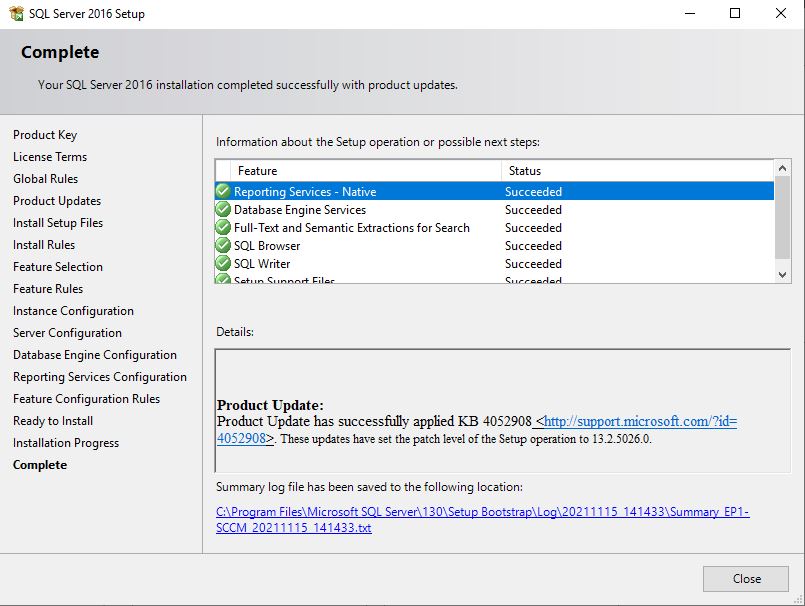 SQL Server 2016 Setup
Complete
Your SQL Server 2016 installation completed successfully with product updates.
Product Key
License Terms
Global Rules
Product Updates
Install Setup Files
Install Rules
Feature Selection
Feature Rules
Instance Configuration
Server Configuration
Database Engine Configuration
Reporting Services Configuration
Feature Configuration Rules
Ready to Install
Installation Progress
Complete
Information about the Setup operation or possible next steps:
Feature Status
Reporting Services - Native Succeeded
Database Engine Services Succeeded
Full-Text and Semantic Extractions for Search Succeeded
SQL Browser Succeeded
SQL Writer Succeeded
Setup Support Files Succeeded
Details:
Product Update:
Product Update has successfully applied KB 4052908 <http://support.microsoft.com/?id=
4052908>. These updates have set the patch level of the Setup operation to 13.2.5026.0.
Summary log file has been saved to the following location:
C:\Program Files\Microsoft SQL Server\130\Setup Bootstrap\Log\20211115_141433\Summary_EP1-
SCCM_20211115_141433.txt
Close